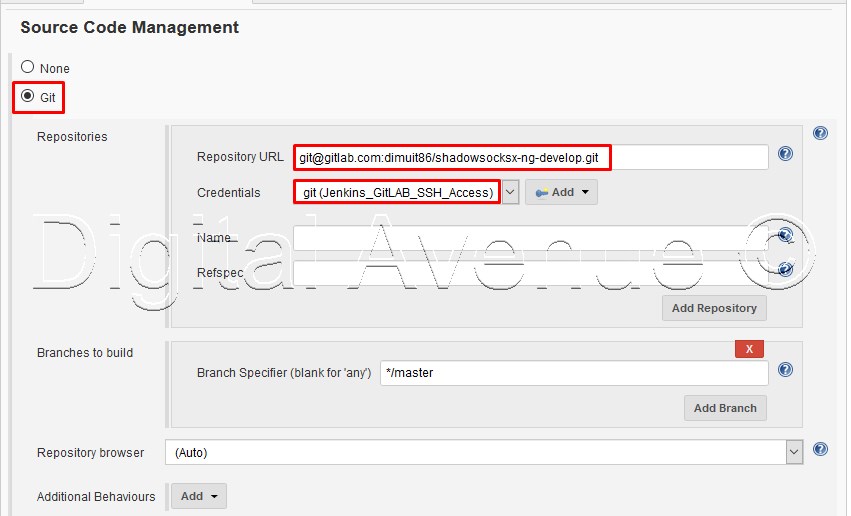 Source Code Management
None
Git
Repositories
Repository URL git@gitlab.com:dimuit86/shadowsocksx-ng-develop.git
Credentials git (Jenkins_GitLAB_SSH_Access) Add
Name
Refspec
Digital Avenue ©
Add Repository
Branches to build
X
Branch Specifier (blank for 'any') */master
Add Branch
Repository browser (Auto)
Additional Behaviours Add